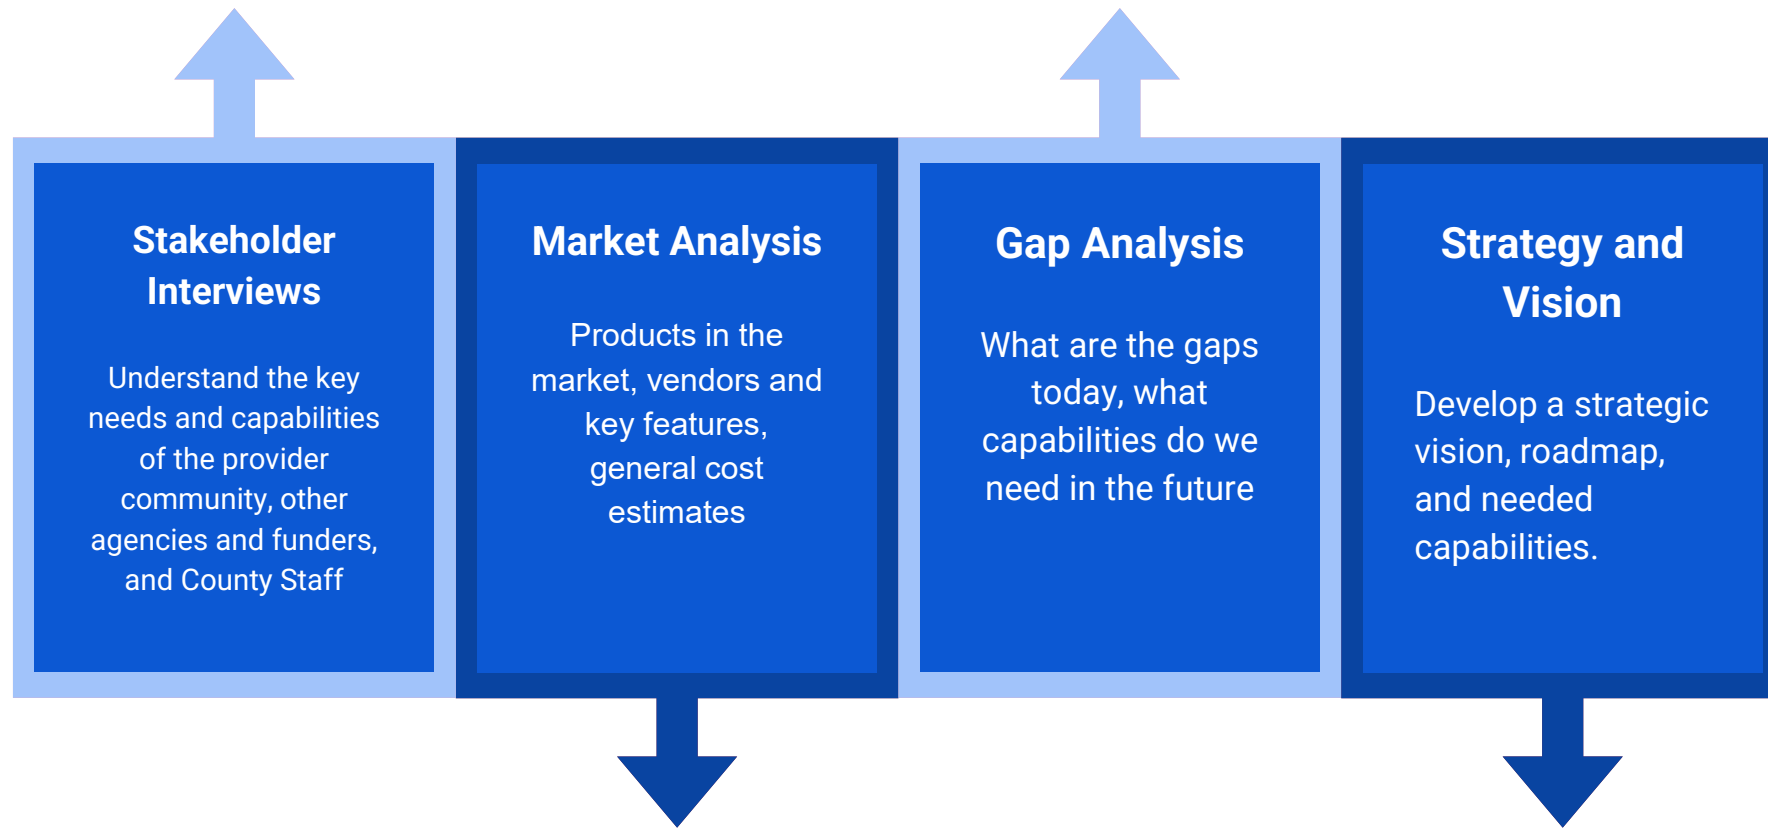 Stakeholder
Interviews
Understand the key
needs and capabilities
of the provider
community, other
agencies and funders,
and County Staff
Market Analysis
Products in the
market, vendors and
key features,
general cost
estimates
Gap Analysis
What are the gaps
today, what
capabilities do we
need in the future
Strategy and
Vision
Develop a strategic
vision, roadmap,
and needed
capabilities.